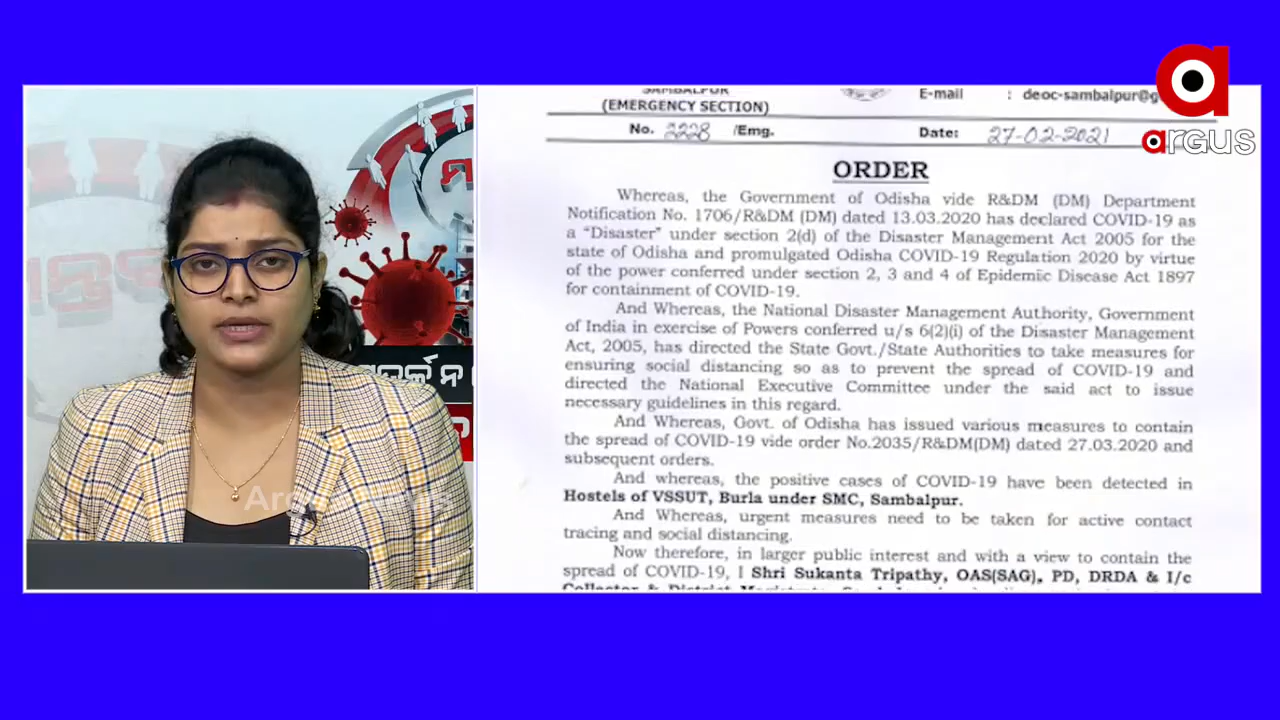 SAMBALPUR
(EMERGENCY SECTION)
E-mail : deoc-sambalpur@g
No. 2228 /Emg. Date: 27-02-2021
argus
ORDER
Whereas, the Government of Odisha vide R&DM (DM) Department
Notification No. 1706/R&DM (DM) dated 13.03.2020 has declared COVID-19 as
a “Disaster” under section 2(d) of the Disaster Management Act 2005 for the
state of Odisha and promulgated Odisha COVID-19 Regulation 2020 by virtue
of the power conferred under section 2, 3 and 4 of Epidemic Disease Act 1897
for containment of COVID-19.
And Whereas, the National Disaster Management Authority, Government
of India in exercise of Powers conferred u/s 6(2)(i) of the Disaster Management
Act, 2005, has directed the State Govt./State Authorities to take measures for
ensuring social distancing so as to prevent the spread of COVID-19 and
directed the National Executive Committee under the said act to issue
necessary guidelines in this regard.
And Whereas, Govt. of Odisha has issued various measures to contain
the spread of COVID-19 vide order No.2035/R&DM(DM) dated 27.03.2020 and
subsequent orders.
And whereas, the positive cases of COVID-19 have been detected in
Hostels of VSSUT, Burla under SMC, Sambalpur.
And Whereas, urgent measures need to be taken for active contact
tracing and social distancing.
Now therefore, in larger public interest and with a view to contain the
spread of COVID-19, I Shri Sukanta Tripathy, OAS(SAG), PD, DRDA & I/c
Collector & District Magistrate,
Argus News